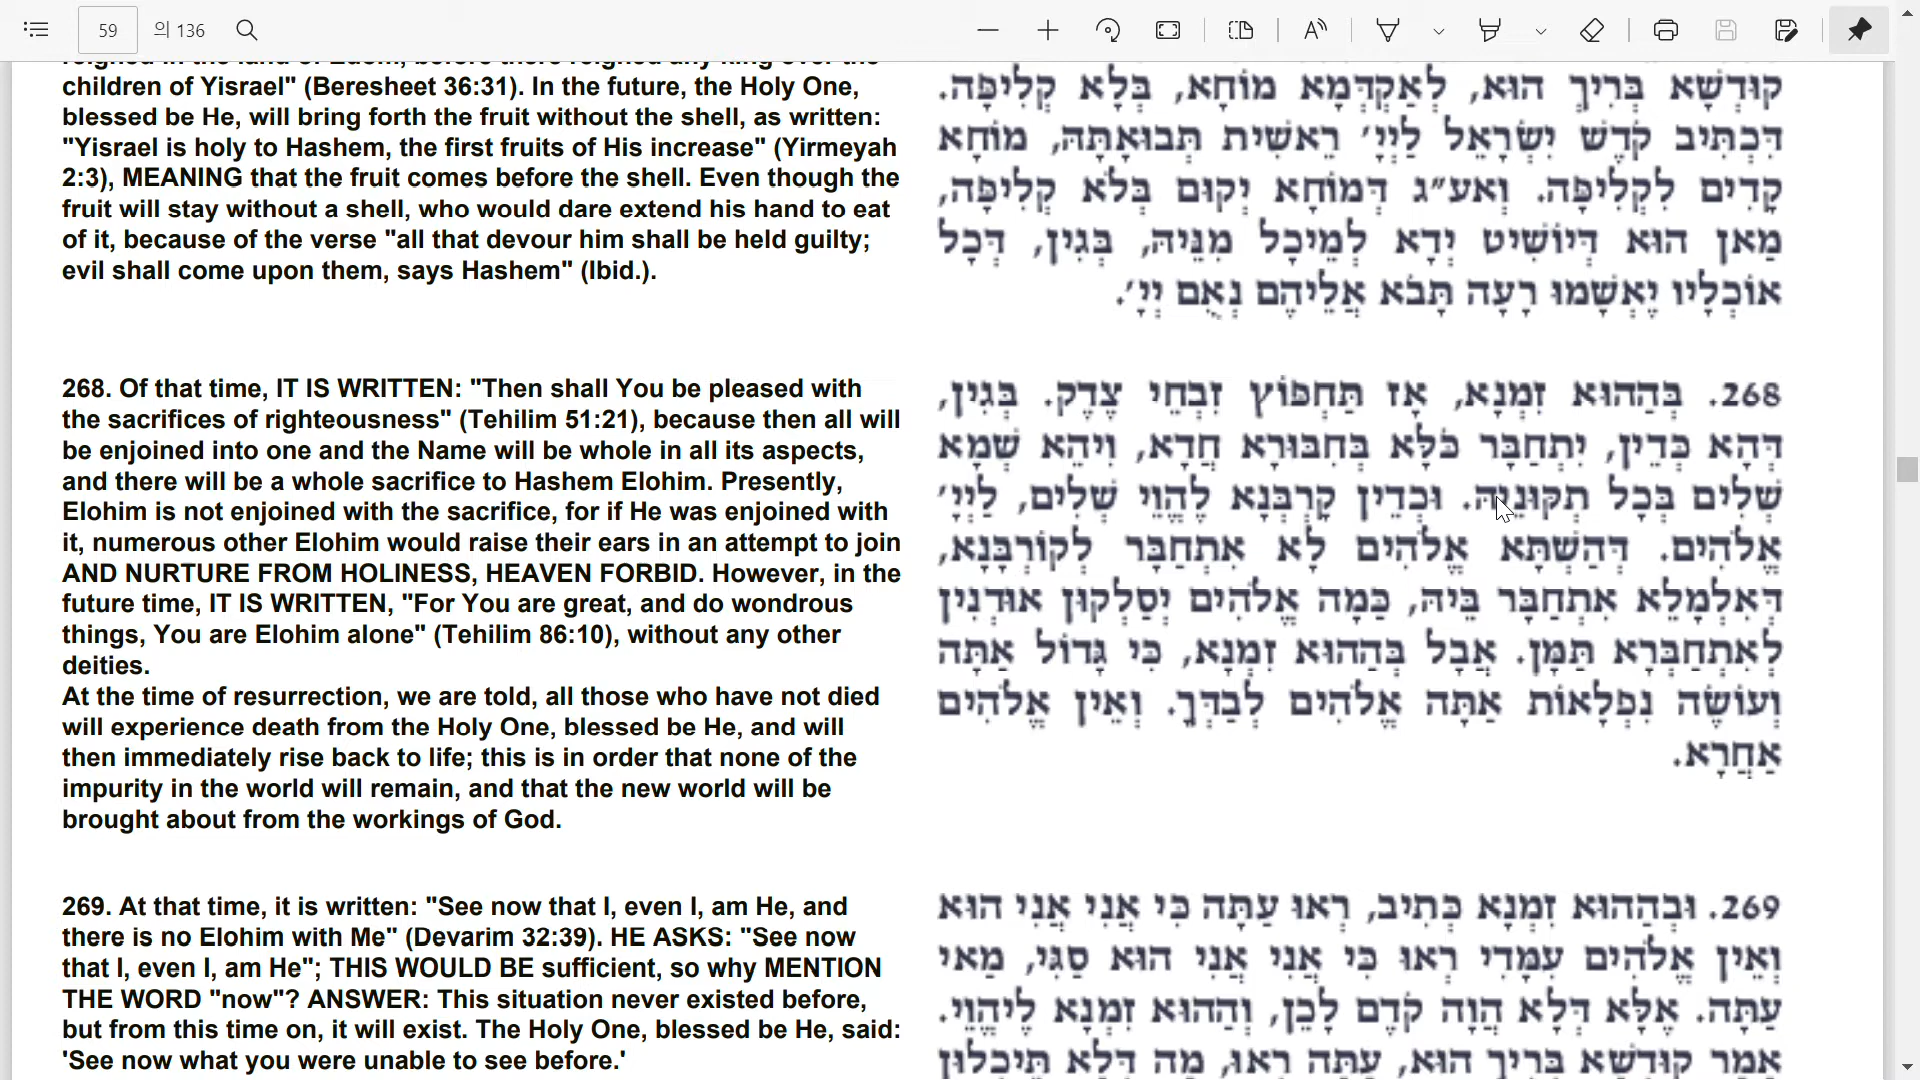 59 의 136
children of Yisrael" (Beresheet 36:31). In the future, the Holy One,
blessed be He, will bring forth the fruit without the shell, as written:
"Yisrael is holy to Hashem, the first fruits of His increase" (Yirmeyah
2:3), MEANING that the fruit comes before the shell. Even though the
fruit will stay without a shell, who would dare extend his hand to eat
of it, because of the verse "all that devour him shall be held guilty;
evil shall come upon them, says Hashem" (Ibid.).
קוּדְשָׁא בְּרִיךְ הוּא, לְאַקְדְּמָא מוֹחָא, בְּלָא קְלִיפָּה.
דִּכְתִּיב קֹדֶשׁ יִשְׂרָאֵל לַיְיָ׳ רֵאשִׁית תְּבוּאָתֹה, מוֹחָא
קָדִים לִקְלִיפָּה. וְאע״ג דְּמוֹחָא יְקוּם בְּלֹא קְלִיפָּה,
מַאן הוּא דְּיוֹשִׁיט יְדָא לְמֵיכָל מִנֵּיהּ, בְּגִין, דְּכָל
אוֹכְלָיו יֶאְשָׁמוּ רָעָה תָּבֹא אֲלֵיהֶם נְאֻם יְיָ׳.
268. Of that time, IT IS WRITTEN: "Then shall You be pleased with
the sacrifices of righteousness" (Tehilim 51:21), because then all will
be enjoined into one and the Name will be whole in all its aspects,
and there will be a whole sacrifice to Hashem Elohim. Presently,
Elohim is not enjoined with the sacrifice, for if He was enjoined with
it, numerous other Elohim would raise their ears in an attempt to join
AND NURTURE FROM HOLINESS, HEAVEN FORBID. However, in the
future time, IT IS WRITTEN, "For You are great, and do wondrous
things, You are Elohim alone" (Tehilim 86:10), without any other
deities.
At the time of resurrection, we are told, all those who have not died
will experience death from the Holy One, blessed be He, and will
then immediately rise back to life; this is in order that none of the
impurity in the world will remain, and that the new world will be
brought about from the workings of God.
268. בְּהַהוּא זִמְנָא, אָז תַּחְפּוֹץ זִבְחֵי צֶדֶק. בְּגִין,
דְּהָא כְּדֵין, יִתְחַבָּר כֹּלָּא בְּחִבּוּרָא חֲדָא, וִיהֵא שְׁמָא
שְׁלִים בְּכָל תִקּוּנֵיהּ. וּכְדֵין קָרְבְּנָא לֶהֱוֵי שְׁלִים, לַיְיָ׳
אֱלֹהִים. דְּהַשְׁתָּא אֱלֹהִים לָא אִתְחַבָּר לְקוֹרְבָּנָא,
דְּאִלְמָלֵא אִתְחַבָּר בֵּיהּ, כַּמָּה אֱלֹהִים יְסַלְּקוּן אוּדְנִין
לְאִתְחַבְּרָא תַּמָּן. אֲבָל בְּהַהוּא זִמְנָא, כִּי גָּדוֹל אַתָּה
וְעוֹשֶׂה נִפְלָאוֹת אַתָּה אֱלֹהִים לְבַדֶּךָ. וְאֵין אֱלֹהִים
אַחֲרָא.
269. At that time, it is written: "See now that I, even I, am He, and
there is no Elohim with Me" (Devarim 32:39). HE ASKS: "See now
that I, even I, am He"; THIS WOULD BE sufficient, so why MENTION
THE WORD "now"? ANSWER: This situation never existed before,
but from this time on, it will exist. The Holy One, blessed be He, said:
'See now what you were unable to see before.'
269. וּבְהַהוּא זִמְנָא כְּתִיב, רְאוּ עַתָּה כִּי אֲנִי אֲנִי הוּא
וְאֵין אֱלֹהִים עִמָּדִי רְאוּ כִּי אֲנִי אֲנִי הוּא סַגִּי, מַאי
עַתָּה. אֶלָּא דְּלָא הֲוָה קֹדֶם לָכֵן, וְהַהוּא זִמְנָא לֶיהֱוֵי.
אָמַר קוּדְשָׁא בְּרִיךְ הוּא, עַתָּה רְאוּ, מַה דְּלָא תֵּיכְלוּן